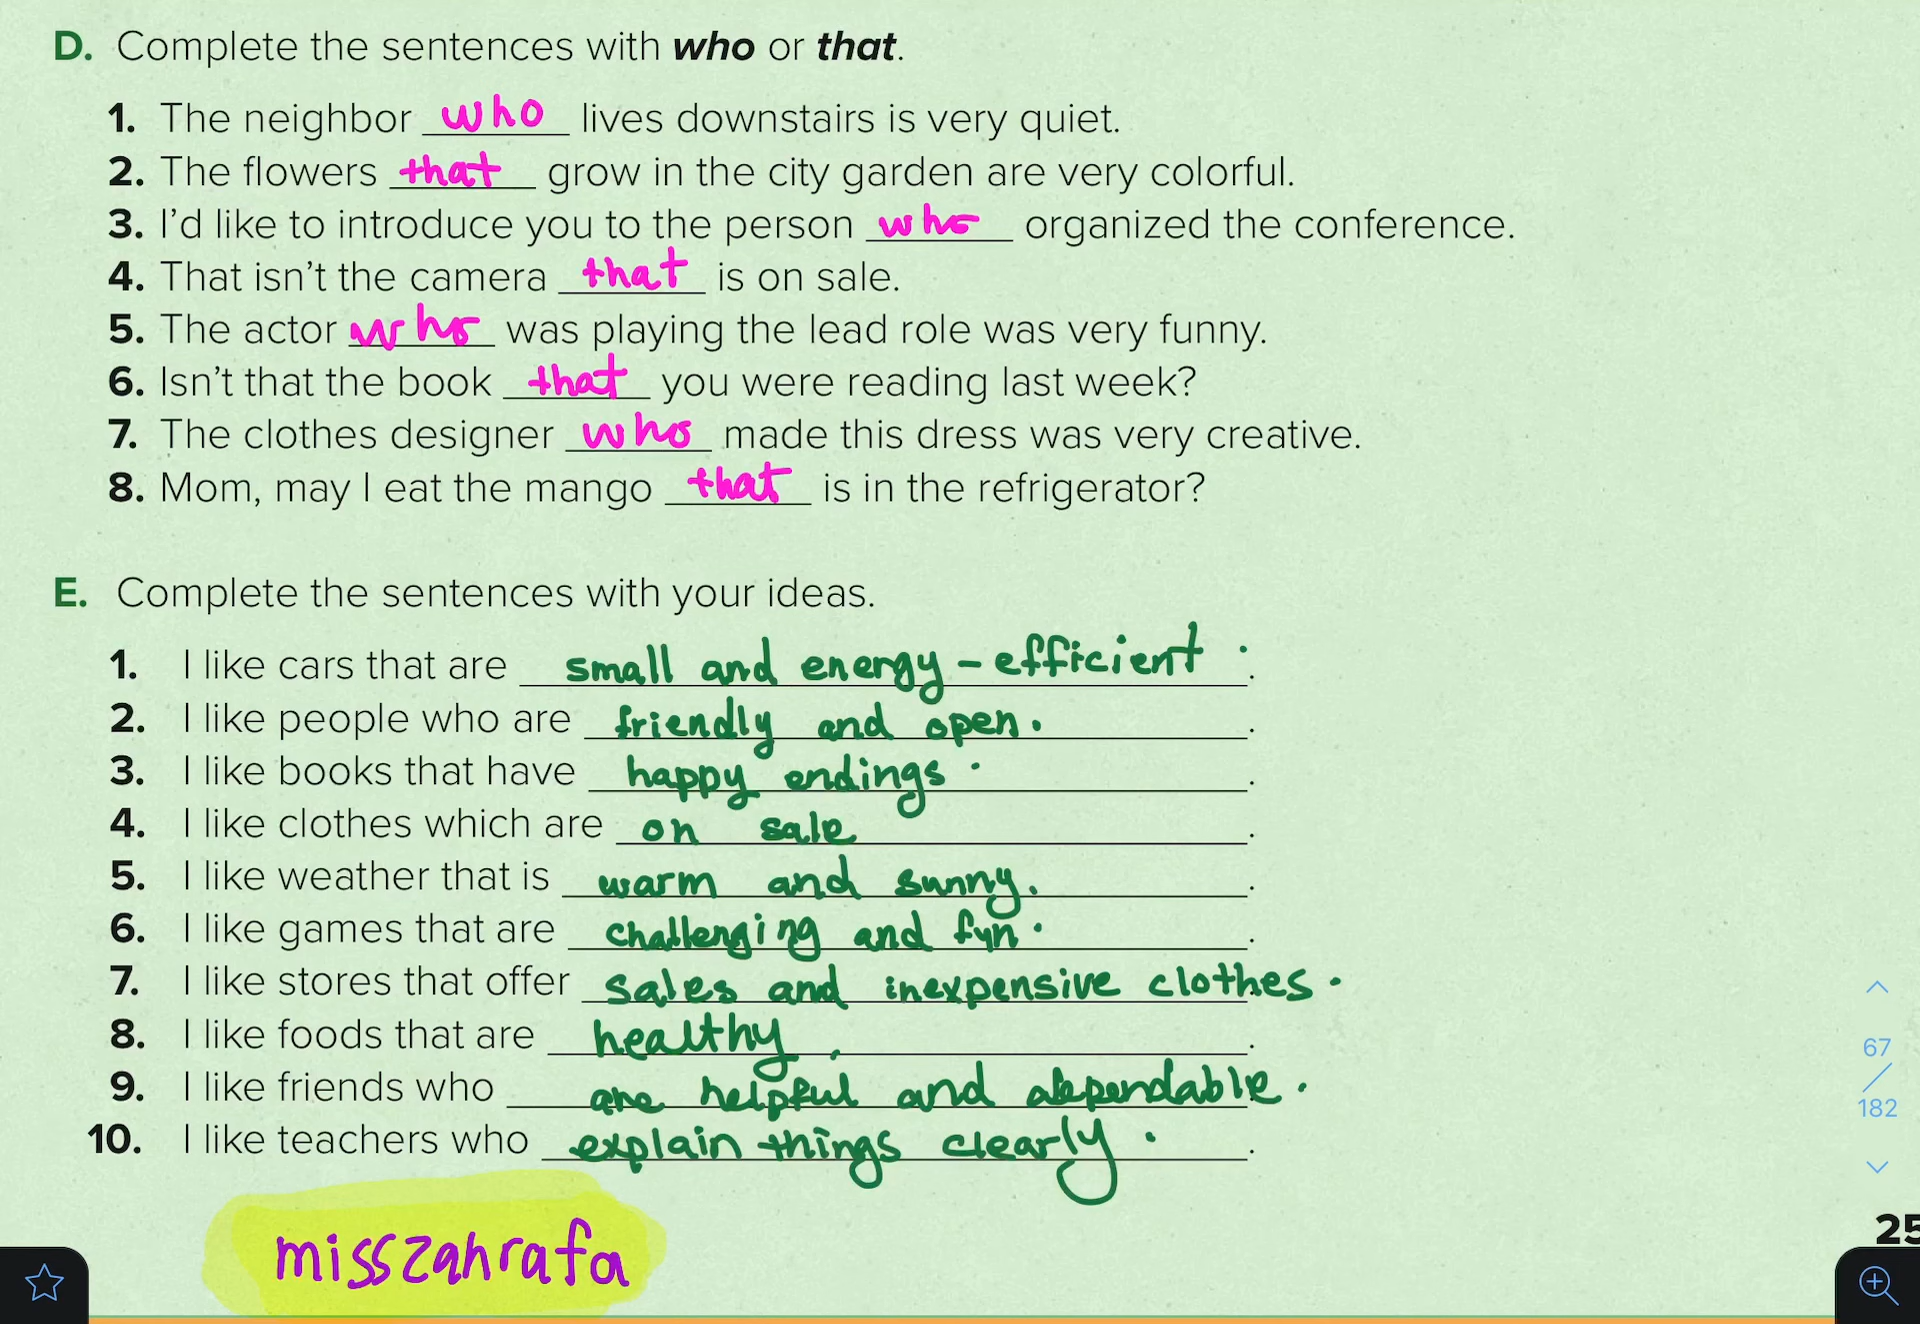 D. Complete the sentences with who or that.
1. The neighbor who lives downstairs is very quiet.
2. The flowers that grow in the city garden are very colorful.
3. I'd like to introduce you to the person who organized the conference.
4. That isn't the camera that is on sale.
5. The actor who was playing the lead role was very funny.
6. Isn't that the book that you were reading last week?
7. The clothes designer who made this dress was very creative.
8. Mom, may I eat the mango that is in the refrigerator?
E. Complete the sentences with your ideas.
1. I like cars that are small and energy-efficient.
2. I like people who are friendly and open.
3. I like books that have happy endings.
4. I like clothes which are on sale.
5. I like weather that is warm and sunny.
6. I like games that are challenging and fun.
7. I like stores that offer sales and inexpensive clothes.
8. I like foods that are healthy.
9. I like friends who are helpful and dependable.
10. I like teachers who explain things clearly.
67
182
25
misszahrafa